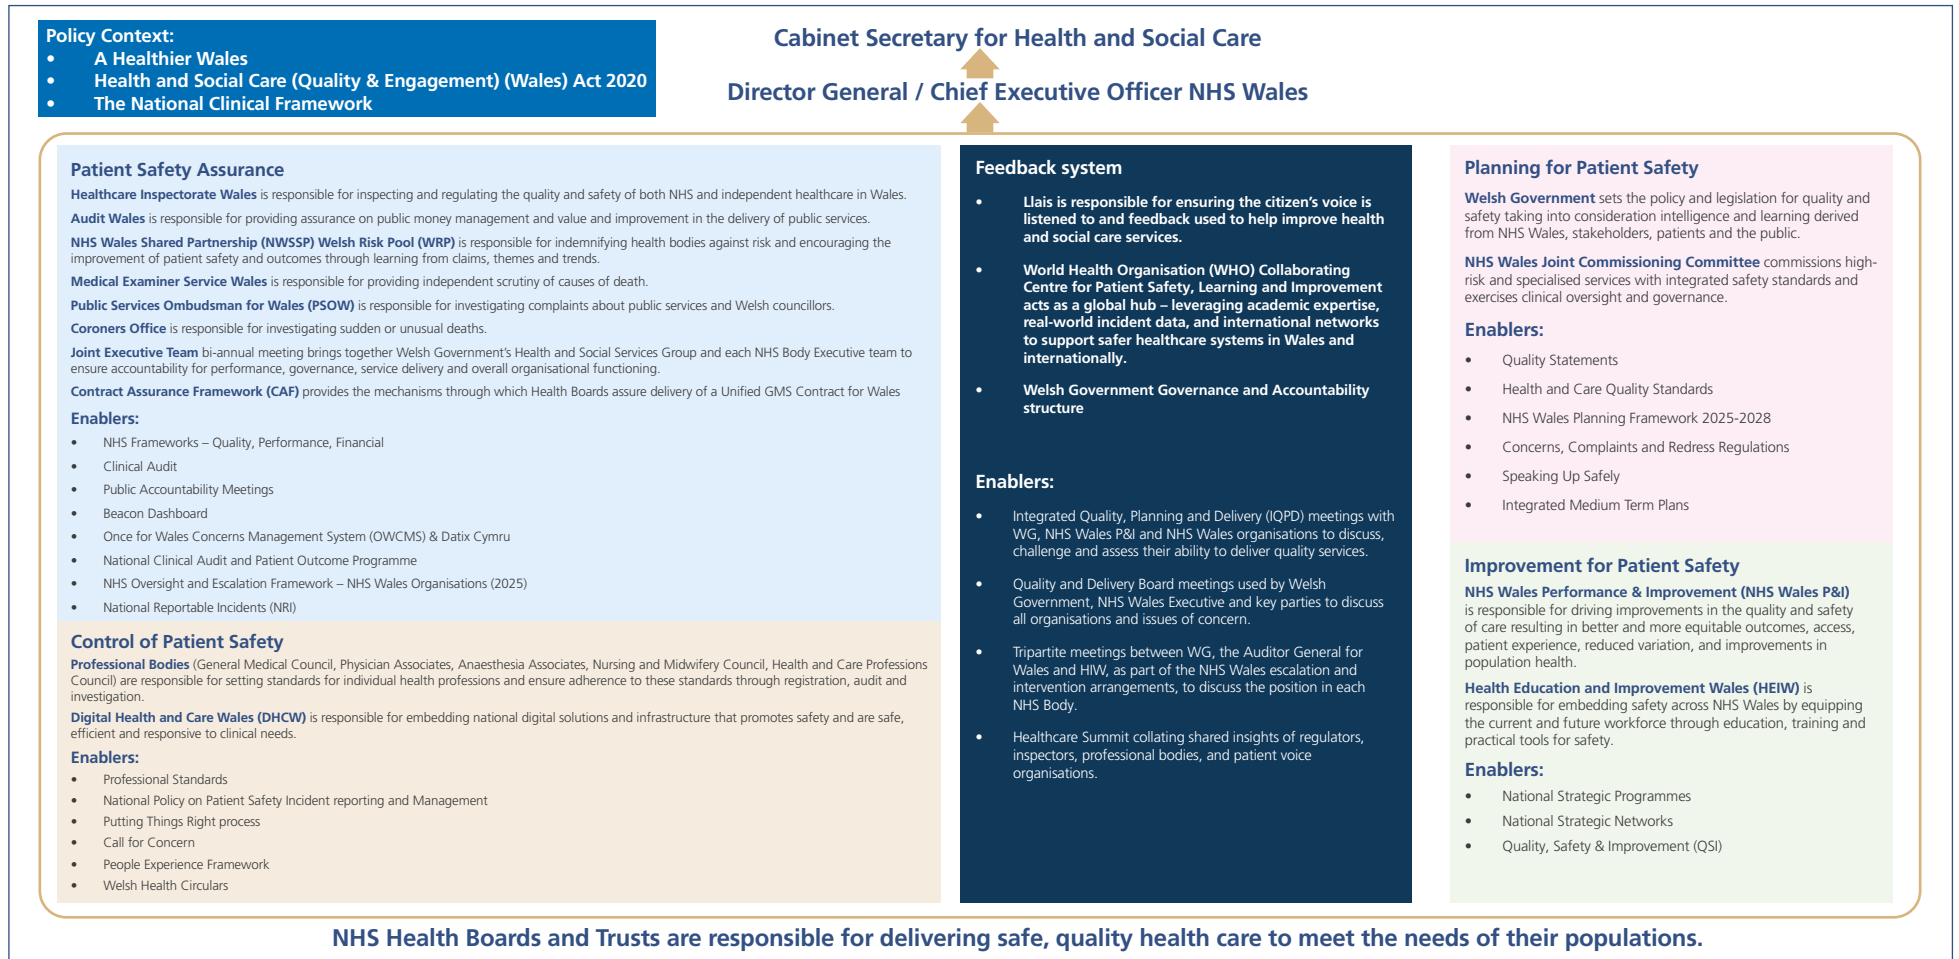 Policy Context:
• A Healthier Wales
• Health and Social Care (Quality & Engagement) (Wales) Act 2020
• The National Clinical Framework
Cabinet Secretary for Health and Social Care
Director General / Chief Executive Officer NHS Wales
Patient Safety Assurance
Healthcare Inspectorate Wales is responsible for inspecting and regulating the quality and safety of both NHS and independent healthcare in Wales.
Audit Wales is responsible for providing assurance on public money management and value and improvement in the delivery of public services.
NHS Wales Shared Partnership (NWSSP) Welsh Risk Pool (WRP) is responsible for indemnifying health bodies against risk and encouraging the
improvement of patient safety and outcomes through learning from claims, themes and trends.
Medical Examiner Service Wales is responsible for providing independent scrutiny of causes of death.
Public Services Ombudsman for Wales (PSOW) is responsible for investigating complaints about public services and Welsh councillors.
Coroners Office is responsible for investigating sudden or unusual deaths.
Joint Executive Team bi-annual meeting brings together Welsh Government's Health and Social Services Group and each NHS Body Executive team to
ensure accountability for performance, governance, service delivery and overall organisational functioning.
Contract Assurance Framework (CAF) provides the mechanisms through which Health Boards assure delivery of a Unified GMS Contract for Wales
Enablers:
• NHS Frameworks – Quality, Performance, Financial
• Clinical Audit
• Public Accountability Meetings
• Beacon Dashboard
• Once for Wales Concerns Management System (OWCMS) & Datix Cymru
• National Clinical Audit and Patient Outcome Programme
• NHS Oversight and Escalation Framework – NHS Wales Organisations (2025)
• National Reportable Incidents (NRI)
Control of Patient Safety
Professional Bodies (General Medical Council, Physician Associates, Anaesthesia Associates, Nursing and Midwifery Council, Health and Care Professions
Council) are responsible for setting standards for individual health professions and ensure adherence to these standards through registration, audit and
investigation.
Digital Health and Care Wales (DHCW) is responsible for embedding national digital solutions and infrastructure that promotes safety and are safe,
efficient and responsive to clinical needs.
Enablers:
• Professional Standards
• National Policy on Patient Safety Incident reporting and Management
• Putting Things Right process
• Call for Concern
• People Experience Framework
• Welsh Health Circulars
Feedback system
• Llais is responsible for ensuring the citizen's voice is
listened to and feedback used to help improve health
and social care services.
• World Health Organisation (WHO) Collaborating
Centre for Patient Safety, Learning and Improvement
acts as a global hub – leveraging academic expertise,
real-world incident data, and international networks
to support safer healthcare systems in Wales and
internationally.
• Welsh Government Governance and Accountability
structure
Enablers:
• Integrated Quality, Planning and Delivery (IQPD) meetings with
WG, NHS Wales P&I and NHS Wales organisations to discuss,
challenge and assess their ability to deliver quality services.
• Quality and Delivery Board meetings used by Welsh
Government, NHS Wales Executive and key parties to discuss
all organisations and issues of concern.
• Tripartite meetings between WG, the Auditor General for
Wales and HIW, as part of the NHS Wales escalation and
intervention arrangements, to discuss the position in each
NHS Body.
• Healthcare Summit collating shared insights of regulators,
inspectors, professional bodies, and patient voice
organisations.
Planning for Patient Safety
Welsh Government sets the policy and legislation for quality and
safety taking into consideration intelligence and learning derived
from NHS Wales, stakeholders, patients and the public.
NHS Wales Joint Commissioning Committee commissions high-
risk and specialised services with integrated safety standards and
exercises clinical oversight and governance.
Enablers:
• Quality Statements
• Health and Care Quality Standards
• NHS Wales Planning Framework 2025-2028
• Concerns, Complaints and Redress Regulations
• Speaking Up Safely
• Integrated Medium Term Plans
Improvement for Patient Safety
NHS Wales Performance & Improvement (NHS Wales P&I)
is responsible for driving improvements in the quality and safety
of care resulting in better and more equitable outcomes, access,
patient experience, reduced variation, and improvements in
population health.
Health Education and Improvement Wales (HEIW) is
responsible for embedding safety across NHS Wales by equipping
the current and future workforce through education, training and
practical tools for safety.
Enablers:
• National Strategic Programmes
• National Strategic Networks
• Quality, Safety & Improvement (QSI)
NHS Health Boards and Trusts are responsible for delivering safe, quality health care to meet the needs of their populations.